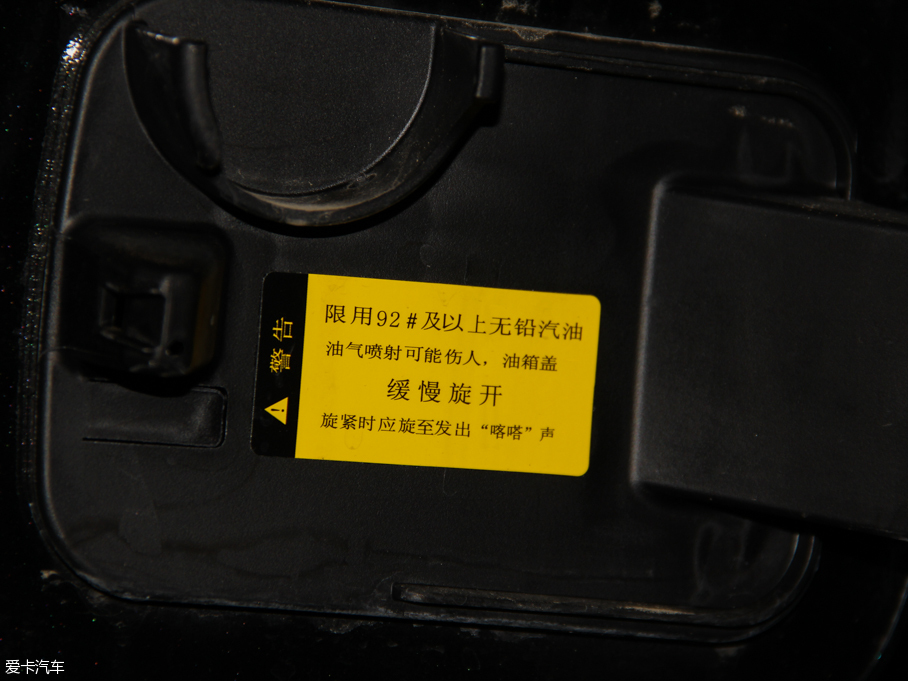 警告
限用92#及以上无铅汽油
油气喷射可能伤人，油箱盖
缓慢旋开
旋紧时应旋至发出“喀嗒”声
爱卡汽车